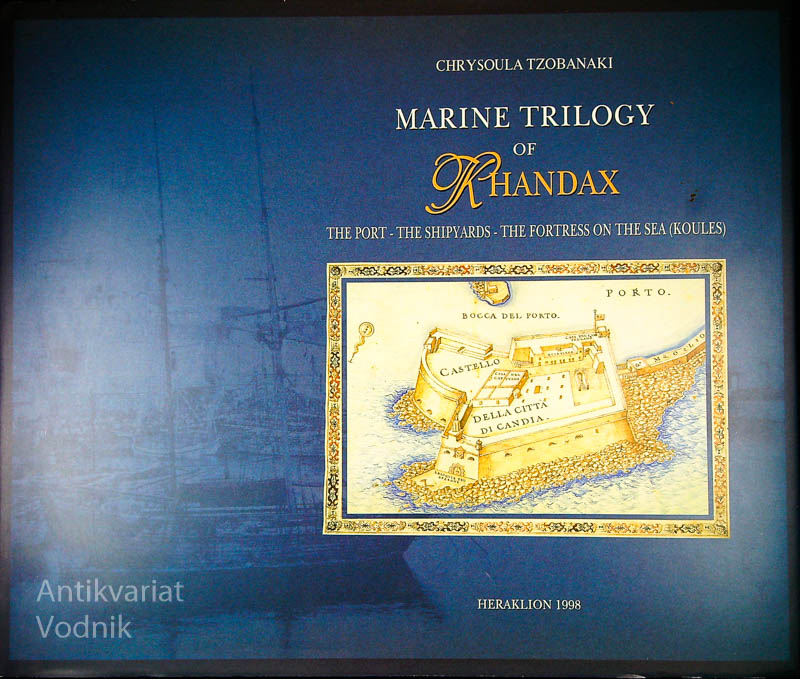 CHRYSOULA TZOBANAKI
MARINE TRILOGY
OF
KHANDAX
THE PORT - THE SHIPYARDS - THE FORTRESS ON THE SEA (KOULES)
PORTO.
BOCCA DEL PORTO.
CASTELLO
DELLA CITTÀ
DI CANDIA.
HERAKLION 1998
Antikvariat
Vodnik